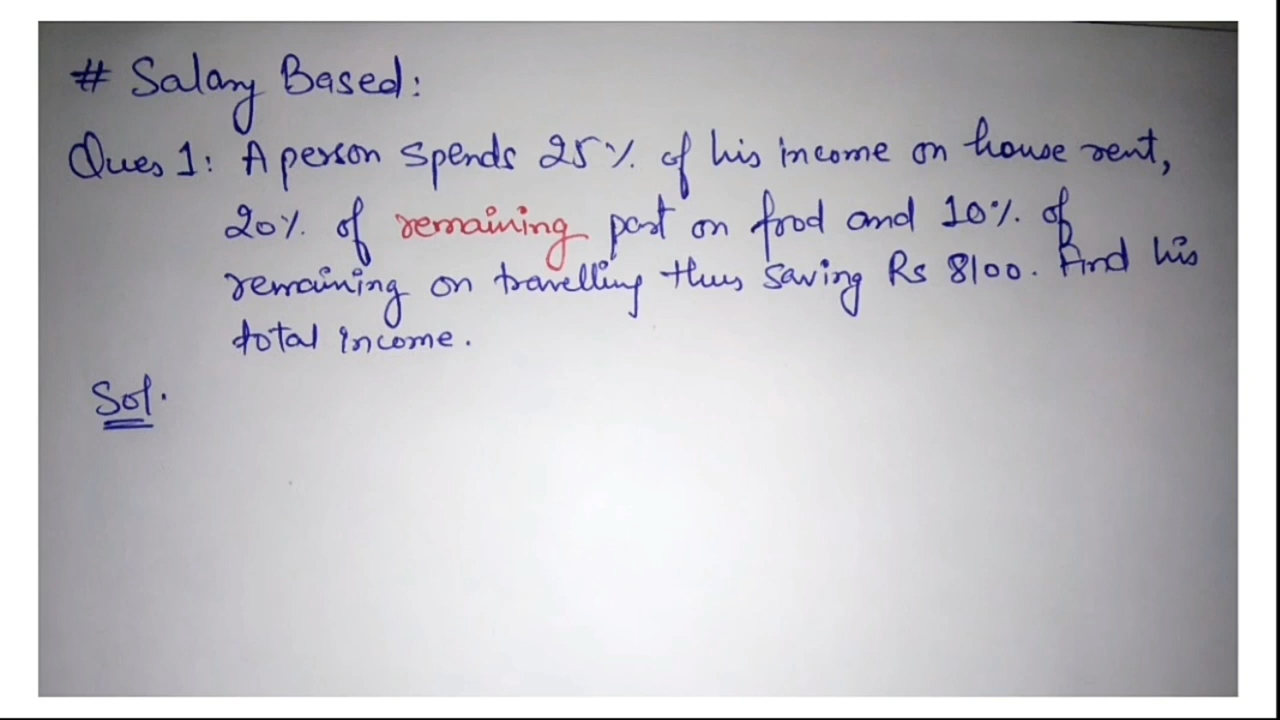 # Salary Based:
Ques 1: A person spends 25% of his income on house rent,
20% of remaining part on food and 10% of
remaining on travelling thus saving Rs 8100. Find his
total income.
Sol.